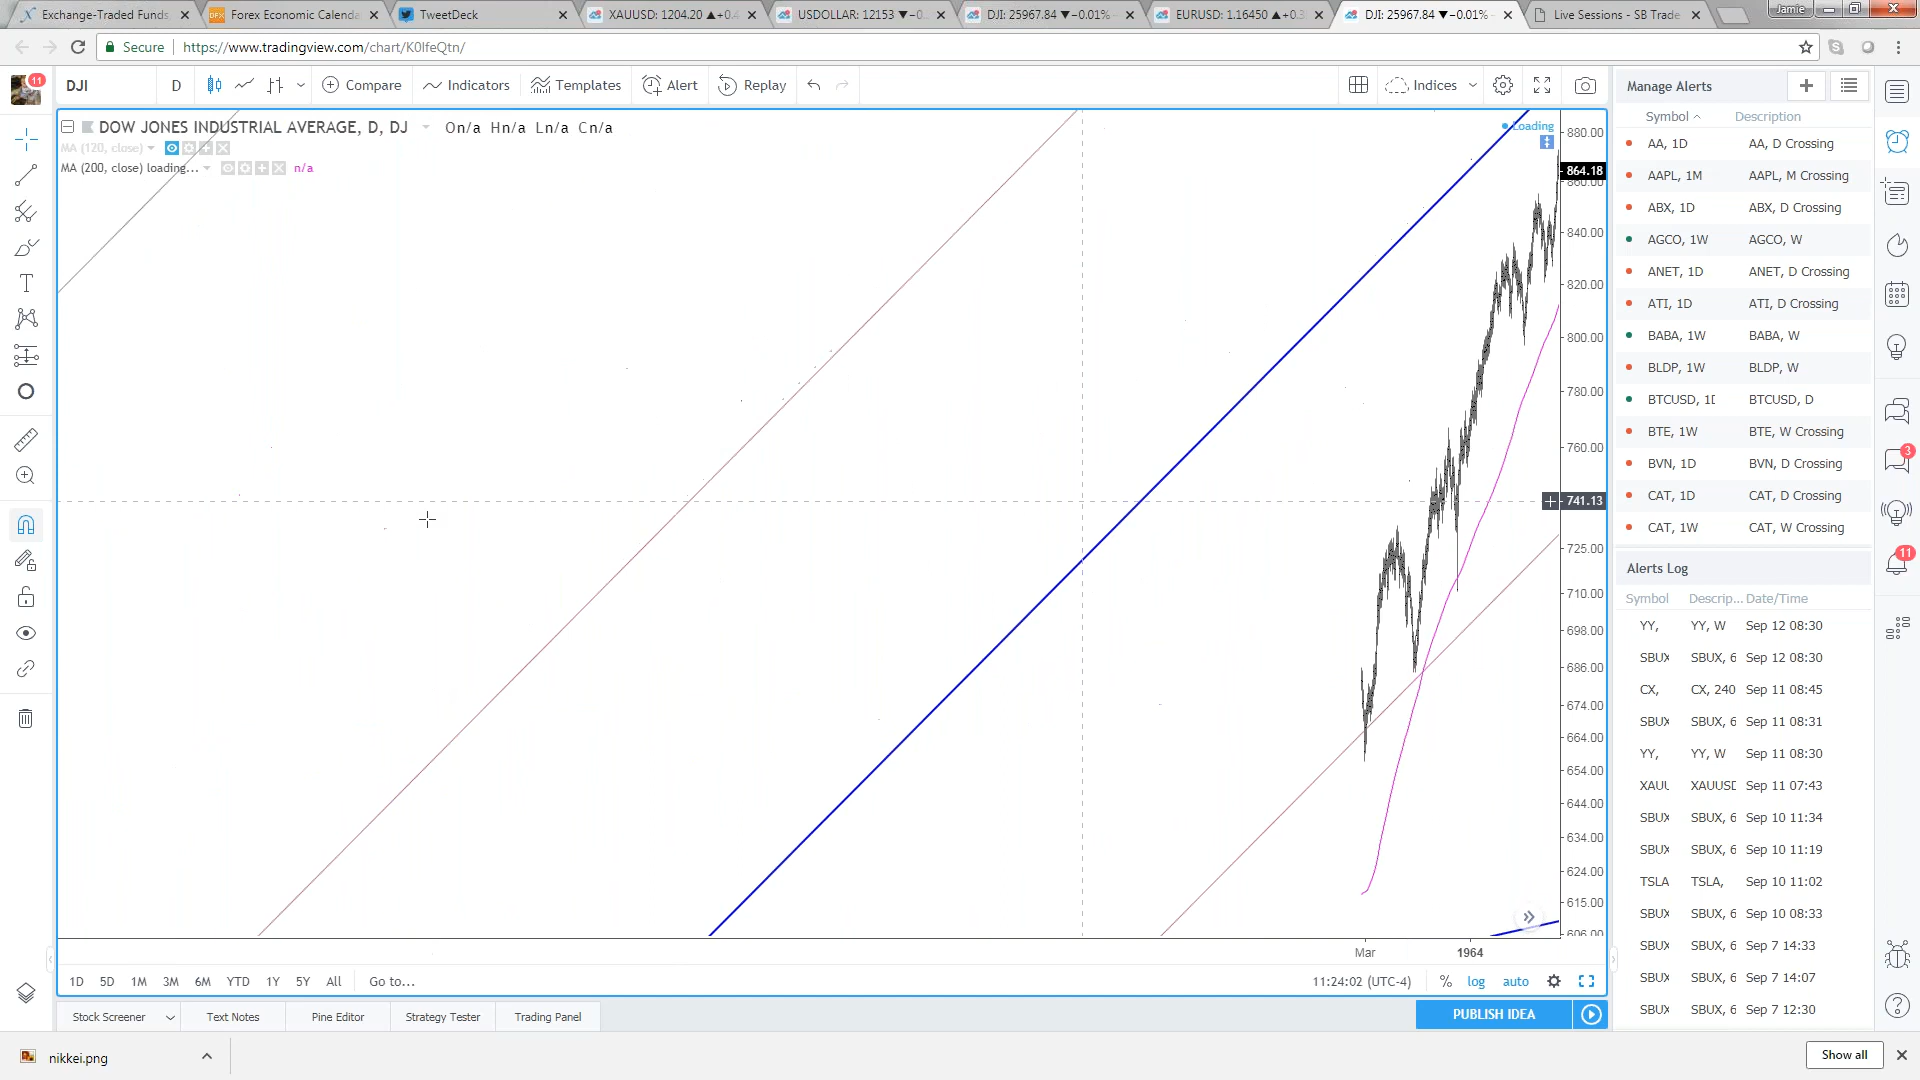 Exchange-Traded Funds
Forex Economic Calenda
TweetDeck
XAUUSD: 1204.20 ▲+0.4
USDOLLAR: 12153 ▼−0.
DJI: 25967.84 ▼−0.01%
EURUSD: 1.16450 ▲+0.3
DJI: 25967.84 ▼−0.01%
Live Sessions - SB Trade
Jamie
Secure
https://www.tradingview.com/chart/K0lfeQtn/
11
DJI
D
Compare
Indicators
Templates
Alert
Replay
Indices
DOW JONES INDUSTRIAL AVERAGE, D, DJ
On/a Hn/a Ln/a Cn/a
MA (120, close)
MA (200, close) loading...
n/a
Loading
880.00
864.18
860.00
840.00
820.00
800.00
780.00
760.00
741.13
725.00
710.00
698.00
686.00
674.00
664.00
654.00
644.00
634.00
624.00
615.00
606.00
Mar
1964
1D 5D 1M 3M 6M YTD 1Y 5Y All Go to...
11:24:02 (UTC-4)
% log auto
Stock Screener
Text Notes
Pine Editor
Strategy Tester
Trading Panel
PUBLISH IDEA
Manage Alerts
Symbol Description
AA, 1D AA, D Crossing
AAPL, 1M AAPL, M Crossing
ABX, 1D ABX, D Crossing
AGCO, 1W AGCO, W
ANET, 1D ANET, D Crossing
ATI, 1D ATI, D Crossing
BABA, 1W BABA, W
BLDP, 1W BLDP, W
BTCUSD, 1D BTCUSD, D
BTE, 1W BTE, W Crossing
BVN, 1D BVN, D Crossing
CAT, 1D CAT, D Crossing
CAT, 1W CAT, W Crossing
Alerts Log
Symbol Descrip... Date/Time
YY, YY, W Sep 12 08:30
SBUX SBUX, 6 Sep 12 08:30
CX, CX, 240 Sep 11 08:45
SBUX SBUX, 6 Sep 11 08:31
YY, YY, W Sep 11 08:30
XAUU XAUUSD Sep 11 07:43
SBUX SBUX, 6 Sep 10 11:34
SBUX SBUX, 6 Sep 10 11:19
TSLA TSLA, Sep 10 11:02
SBUX SBUX, 6 Sep 10 08:33
SBUX SBUX, 6 Sep 7 14:33
SBUX SBUX, 6 Sep 7 14:07
SBUX SBUX, 6 Sep 7 12:30
3
11
nikkei.png
Show all